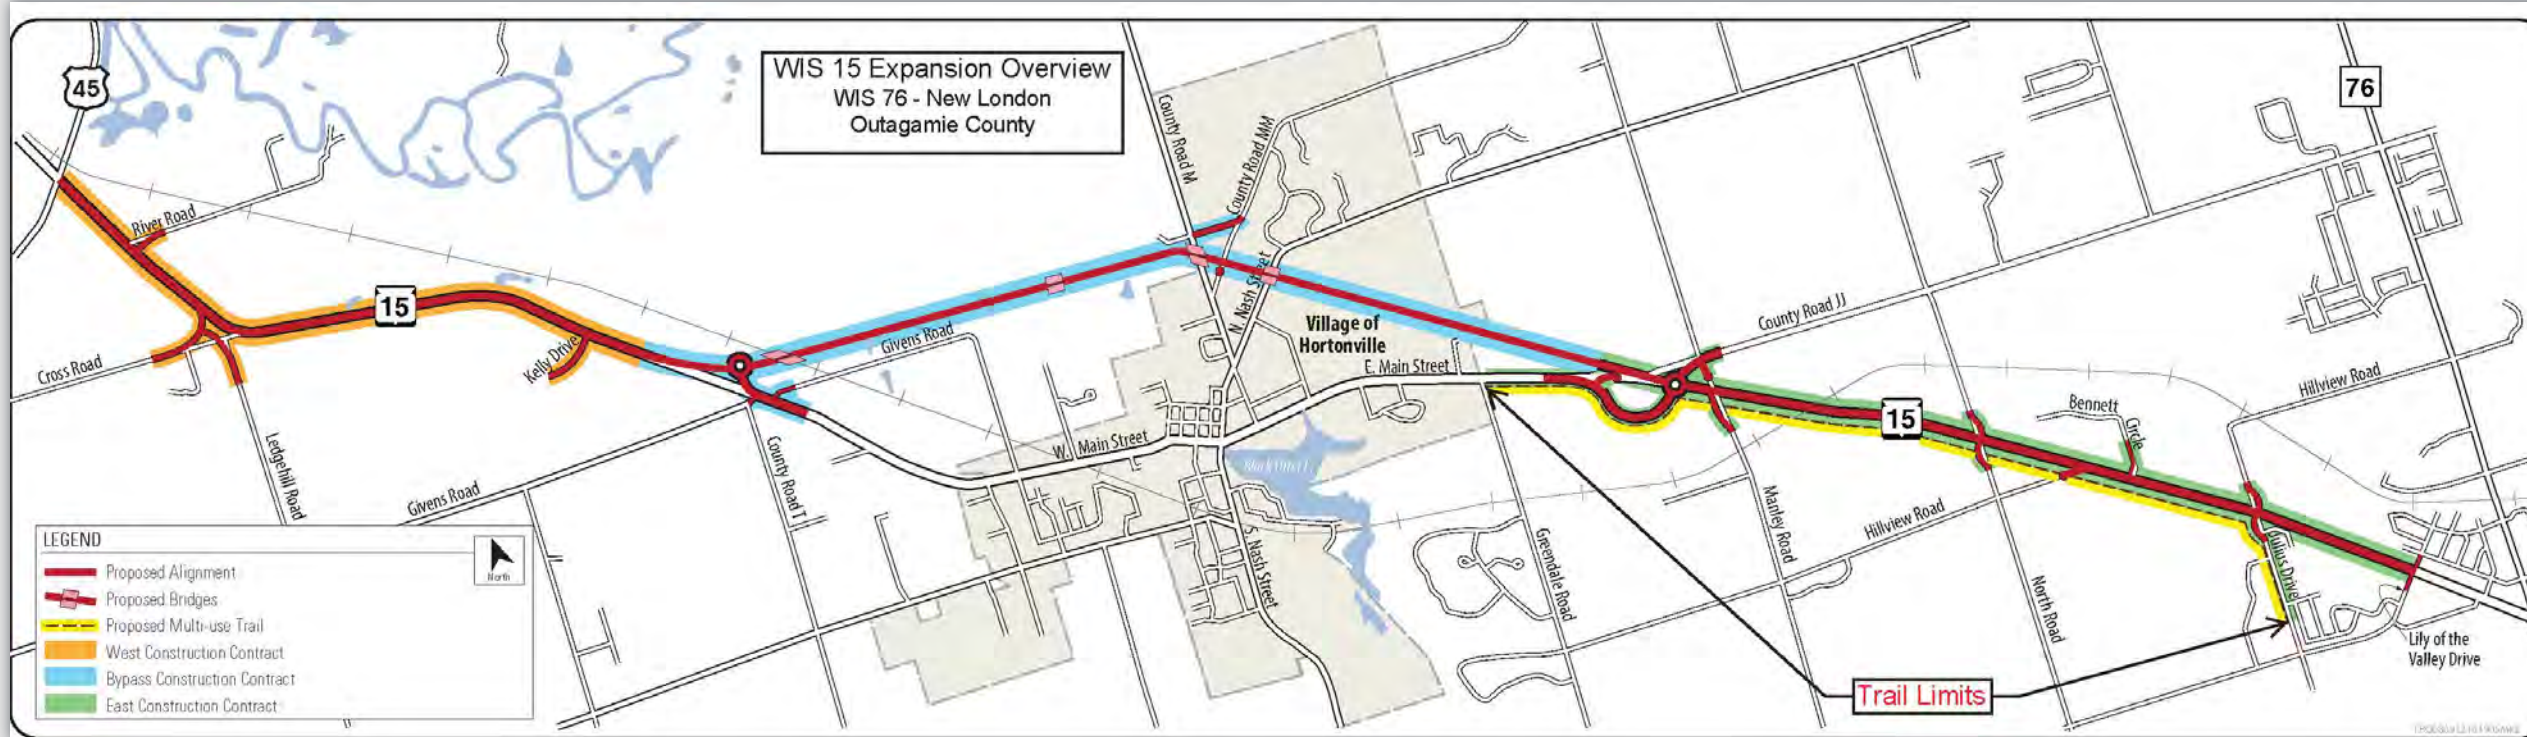 45
WIS 15 Expansion Overview
WIS 76 - New London
Outagamie County
76
County Road M
County Road MM
River Road
15
N. Nash Street
Village of
Hortonville
County Road JJ
Givens Road
Kelly Drive
Cross Road
E. Main Street
Hillview Road
Bennett
Circle
15
Ledgehill Road
County Road T
W. Main Street
Givens Road
Manley Road
Hillview Road
Greendale Road
S. Nash Street
North Road
Julius Drive
Lily of the
Valley Drive
Trail Limits
LEGEND
North
Proposed Alignment
Proposed Bridges
Proposed Multi-use Trail
West Construction Contract
Bypass Construction Contract
East Construction Contract